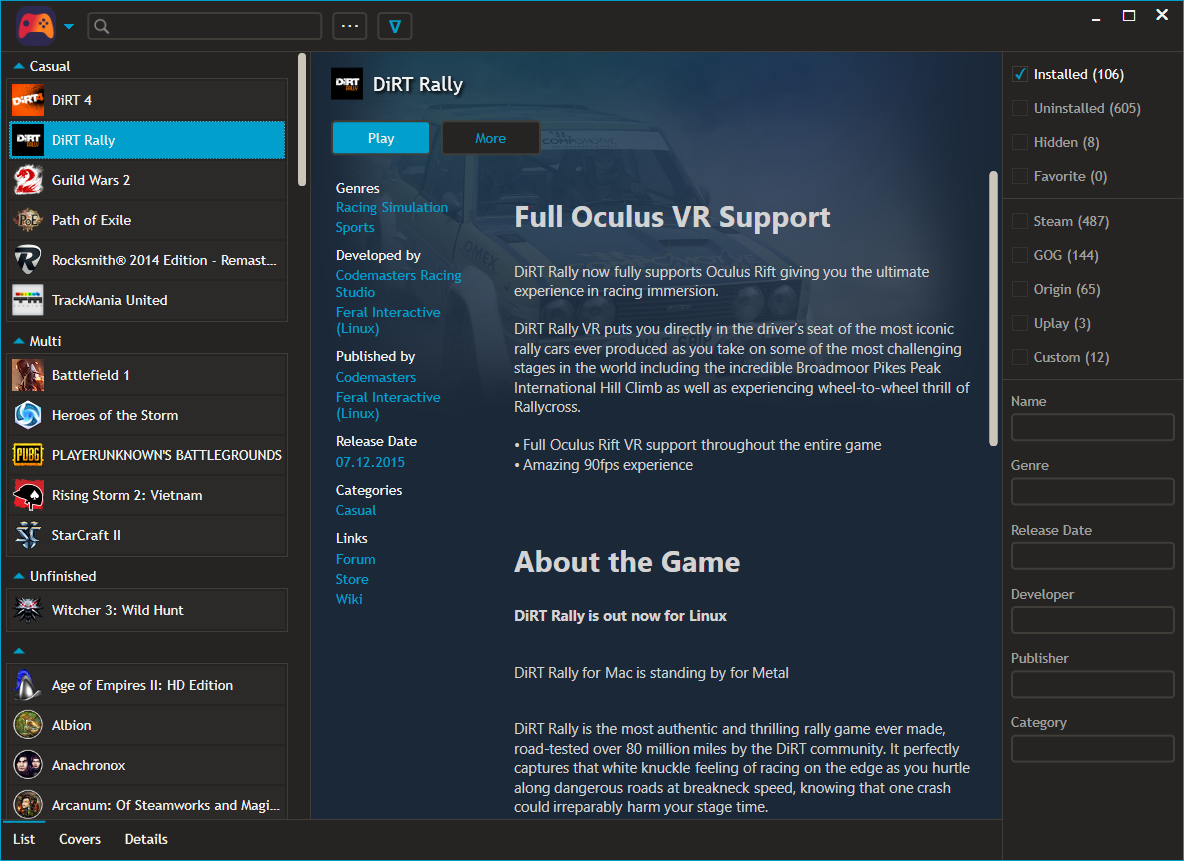 Casual
DiRT 4
DiRT Rally
Guild Wars 2
Path of Exile
Rocksmith® 2014 Edition - Remast...
TrackMania United
Multi
Battlefield 1
Heroes of the Storm
PUBG
PLAYERUNKNOWN'S BATTLEGROUNDS
Rising Storm 2: Vietnam
StarCraft II
Unfinished
Witcher 3: Wild Hunt
Age of Empires II: HD Edition
Albion
Anachronox
Arcanum: Of Steamworks and Magi...
List
Covers
Details
DiRT Rally
Play
More
Genres
Racing Simulation
Sports
Developed by
Codemasters Racing
Studio
Feral Interactive
(Linux)
Published by
Codemasters
Feral Interactive
(Linux)
Release Date
07.12.2015
Categories
Casual
Links
Forum
Store
Wiki
Full Oculus VR Support
DiRT Rally now fully supports Oculus Rift giving you the ultimate
experience in racing immersion.
DiRT Rally VR puts you directly in the driver's seat of the most iconic
rally cars ever produced as you take on some of the most challenging
stages in the world including the incredible Broadmoor Pikes Peak
International Hill Climb as well as experiencing wheel-to-wheel thrill of
Rallycross.
• Full Oculus Rift VR support throughout the entire game
• Amazing 90fps experience
About the Game
DiRT Rally is out now for Linux
DiRT Rally for Mac is standing by for Metal
DiRT Rally is the most authentic and thrilling rally game ever made,
road-tested over 80 million miles by the DiRT community. It perfectly
captures that white knuckle feeling of racing on the edge as you hurtle
along dangerous roads at breakneck speed, knowing that one crash
could irreparably harm your stage time.
Installed (106)
Uninstalled (605)
Hidden (8)
Favorite (0)
Steam (487)
GOG (144)
Origin (65)
Uplay (3)
Custom (12)
Name
Genre
Release Date
Developer
Publisher
Category